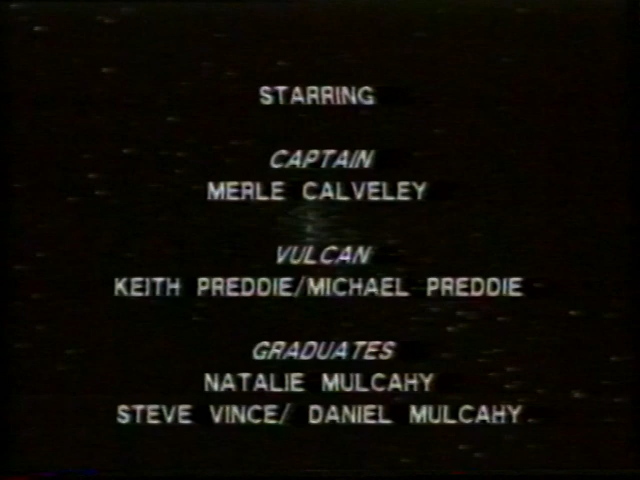 STARRING
CAPTAIN
MERLE CALVELEY
VULCAN
KEITH PREDDIE/MICHAEL PREDDIE
GRADUATES
NATALIE MULCAHY
STEVE VINCE/ DANIEL MULCAHY